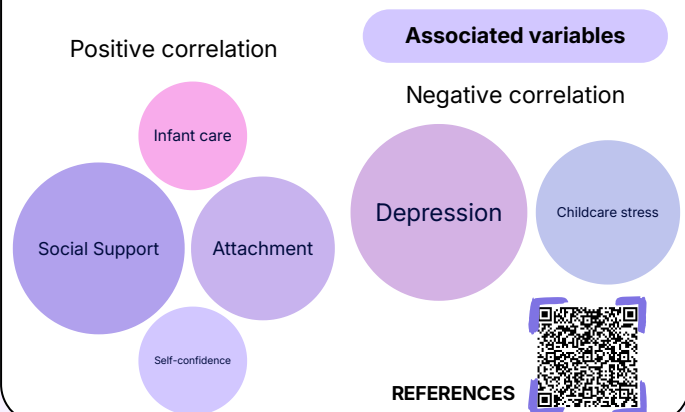 Associated variables
Positive correlation
Infant care
Social Support
Attachment
Self-confidence
Negative correlation
Depression
Childcare stress
REFERENCES